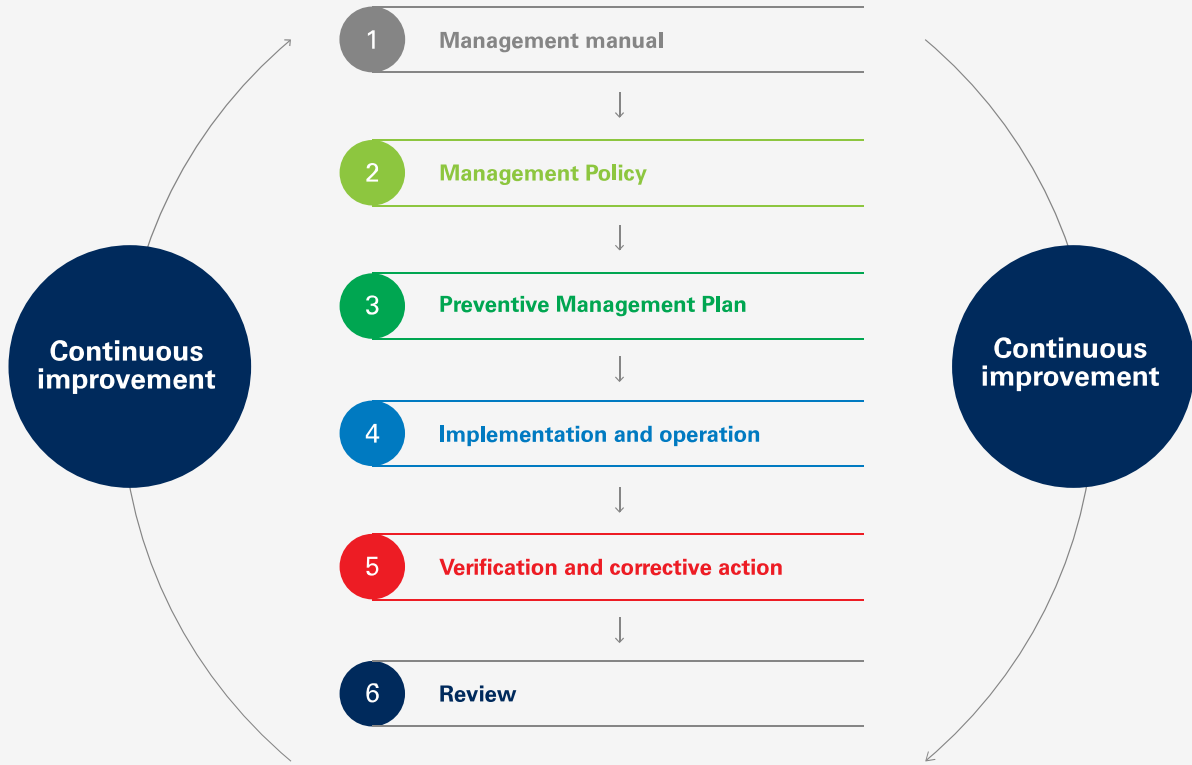 1 Management manual
2 Management Policy
3 Preventive Management Plan
Continuous
improvement
Continuous
improvement
4 Implementation and operation
5 Verification and corrective action
6 Review